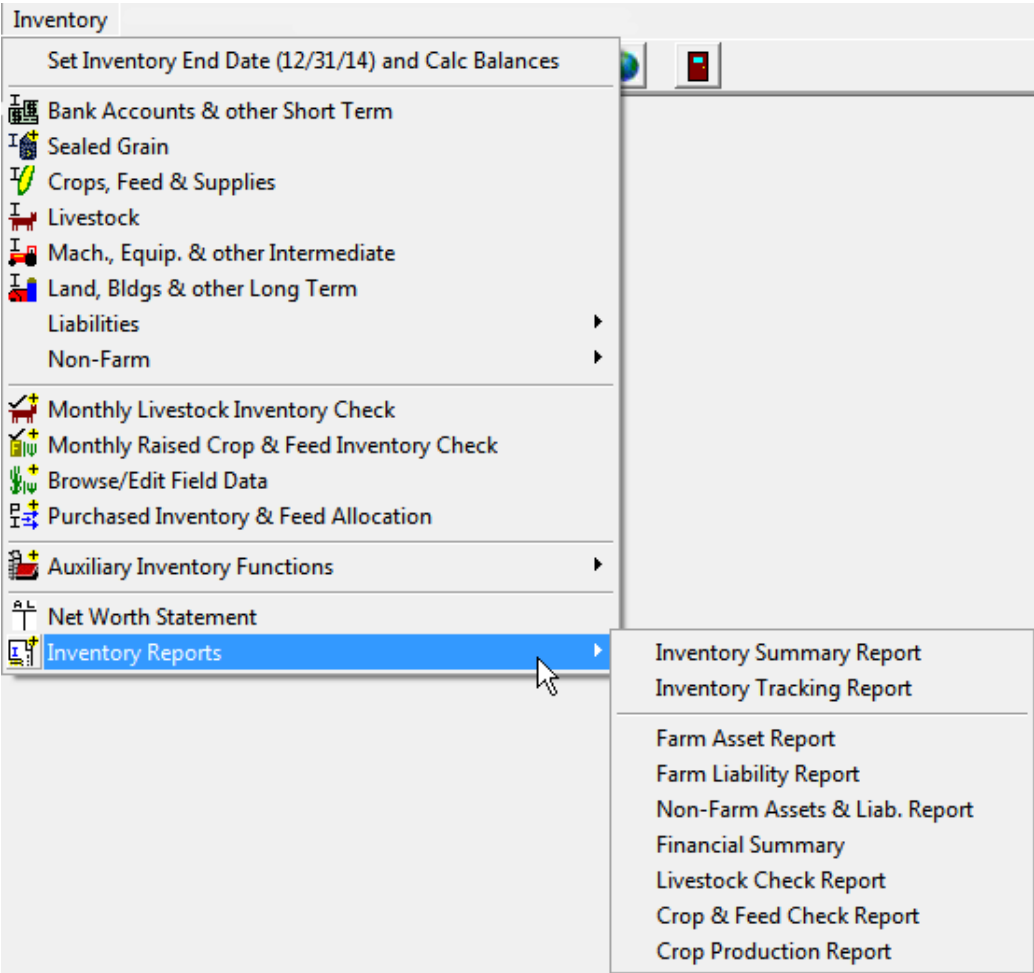 Inventory
Set Inventory End Date (12/31/14) and Calc Balances
Bank Accounts & other Short Term
Sealed Grain
Crops, Feed & Supplies
Livestock
Mach., Equip. & other Intermediate
Land, Bldgs & other Long Term
Liabilities
Non-Farm
Monthly Livestock Inventory Check
Monthly Raised Crop & Feed Inventory Check
Browse/Edit Field Data
Purchased Inventory & Feed Allocation
Auxiliary Inventory Functions
Net Worth Statement
Inventory Reports
Inventory Summary Report
Inventory Tracking Report
Farm Asset Report
Farm Liability Report
Non-Farm Assets & Liab. Report
Financial Summary
Livestock Check Report
Crop & Feed Check Report
Crop Production Report